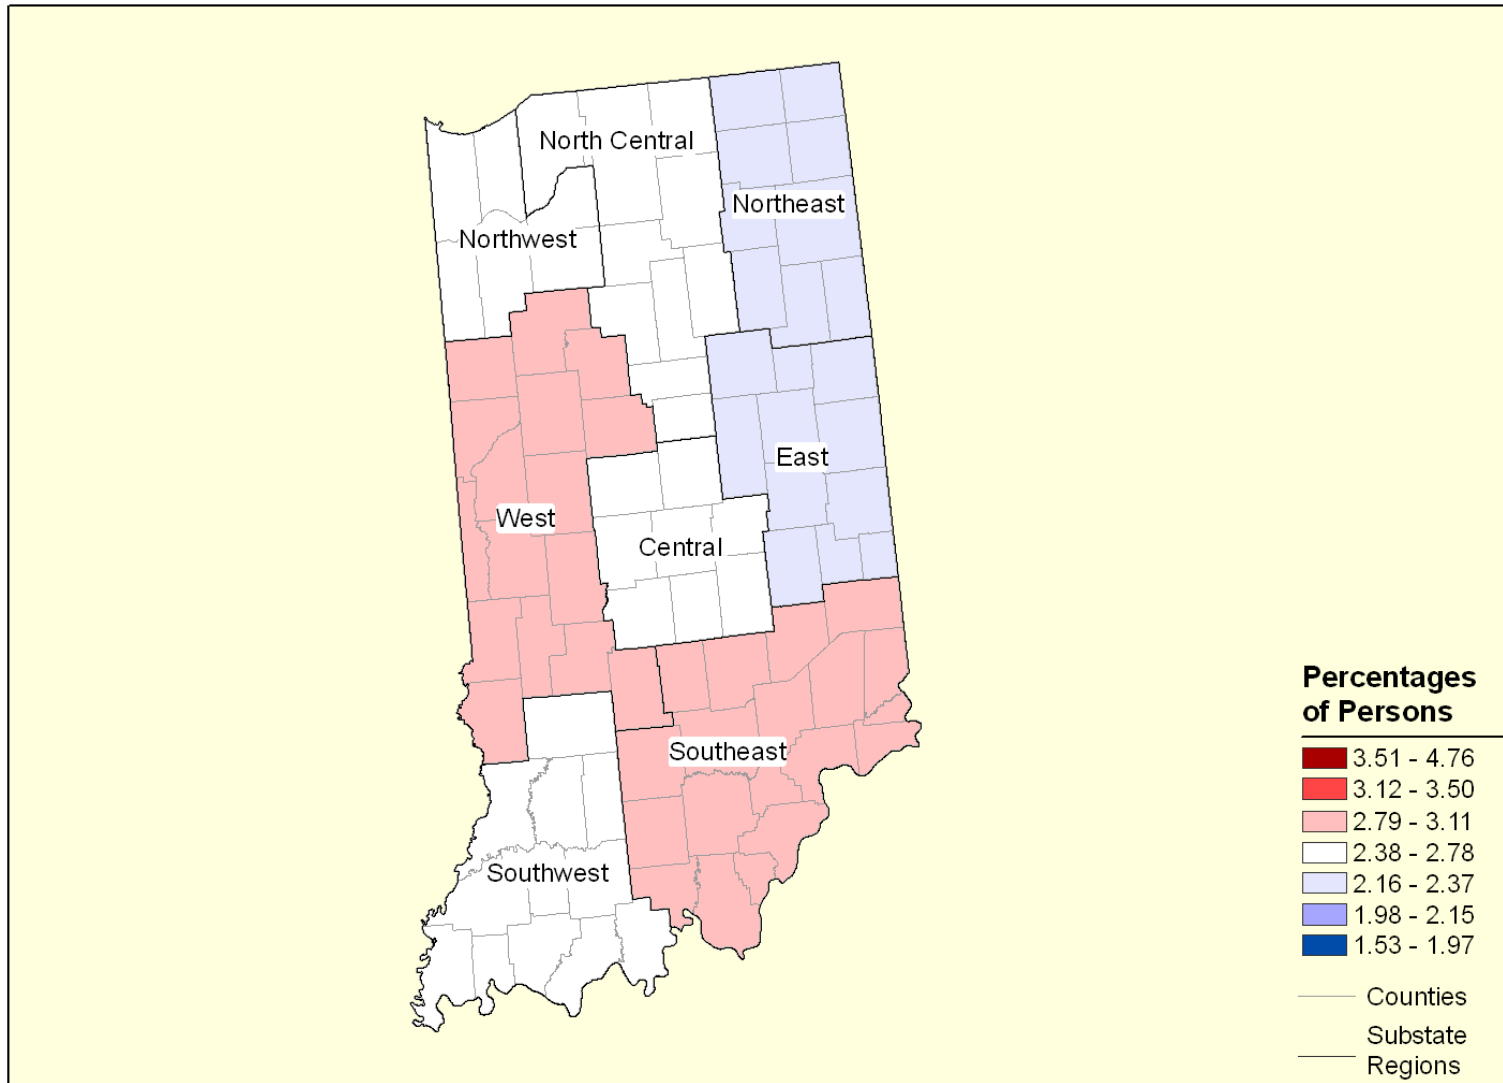 North Central
Northeast
Northwest
East
West
Central
Southeast
Southwest
Percentages
of Persons
3.51 - 4.76
3.12 - 3.50
2.79 - 3.11
2.38 - 2.78
2.16 - 2.37
1.98 - 2.15
1.53 - 1.97
Counties
Substate
Regions